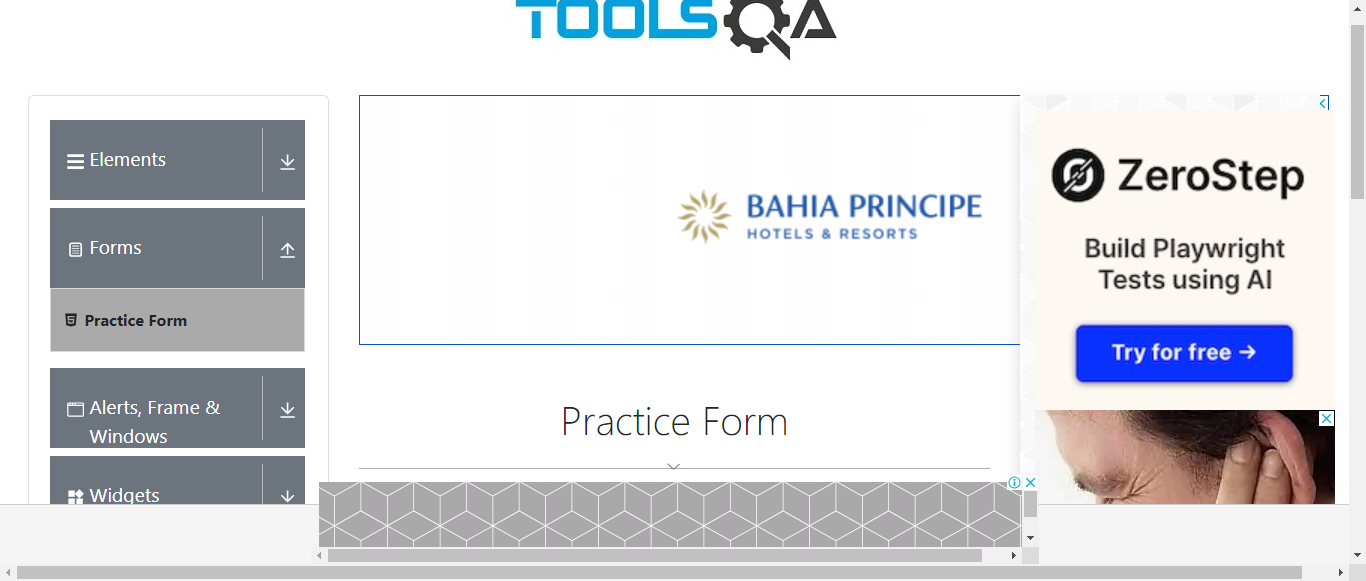 TOOLSQA
Elements
Forms
Practice Form
Alerts, Frame &
Windows
Widgets
BAHIA PRINCIPE
HOTELS & RESORTS
Practice Form
ZeroStep
Build Playwright
Tests using AI
Try for free →